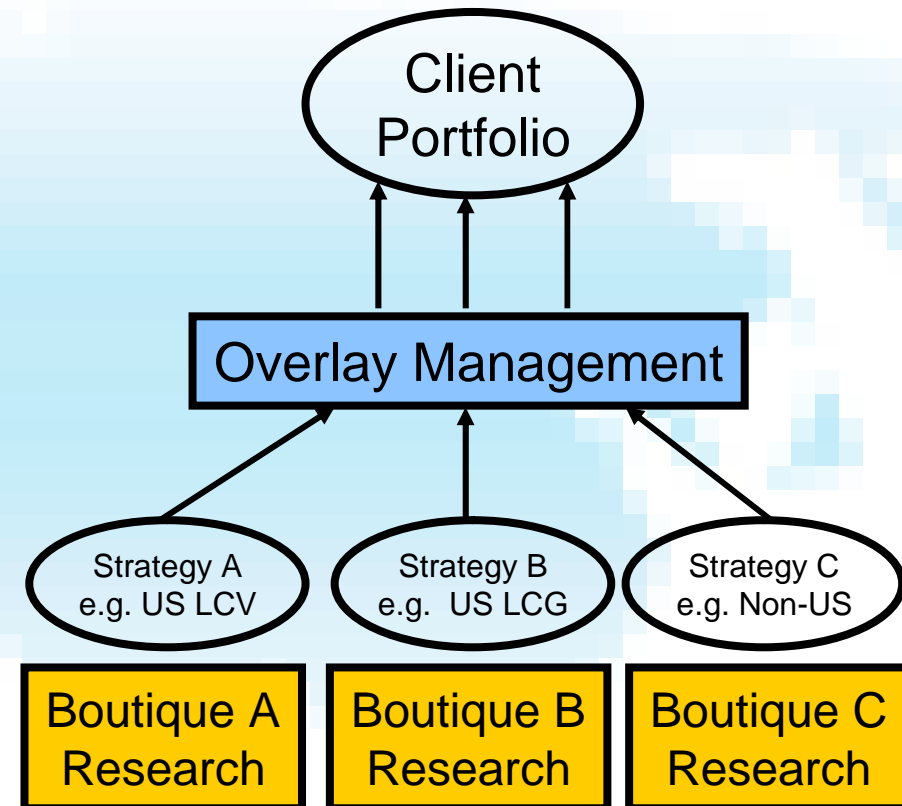 Client
Portfolio
Overlay Management
Strategy A
e.g. US LCV
Strategy B
e.g. US LCG
Strategy C
e.g. Non-US
Boutique A
Research
Boutique B
Research
Boutique C
Research